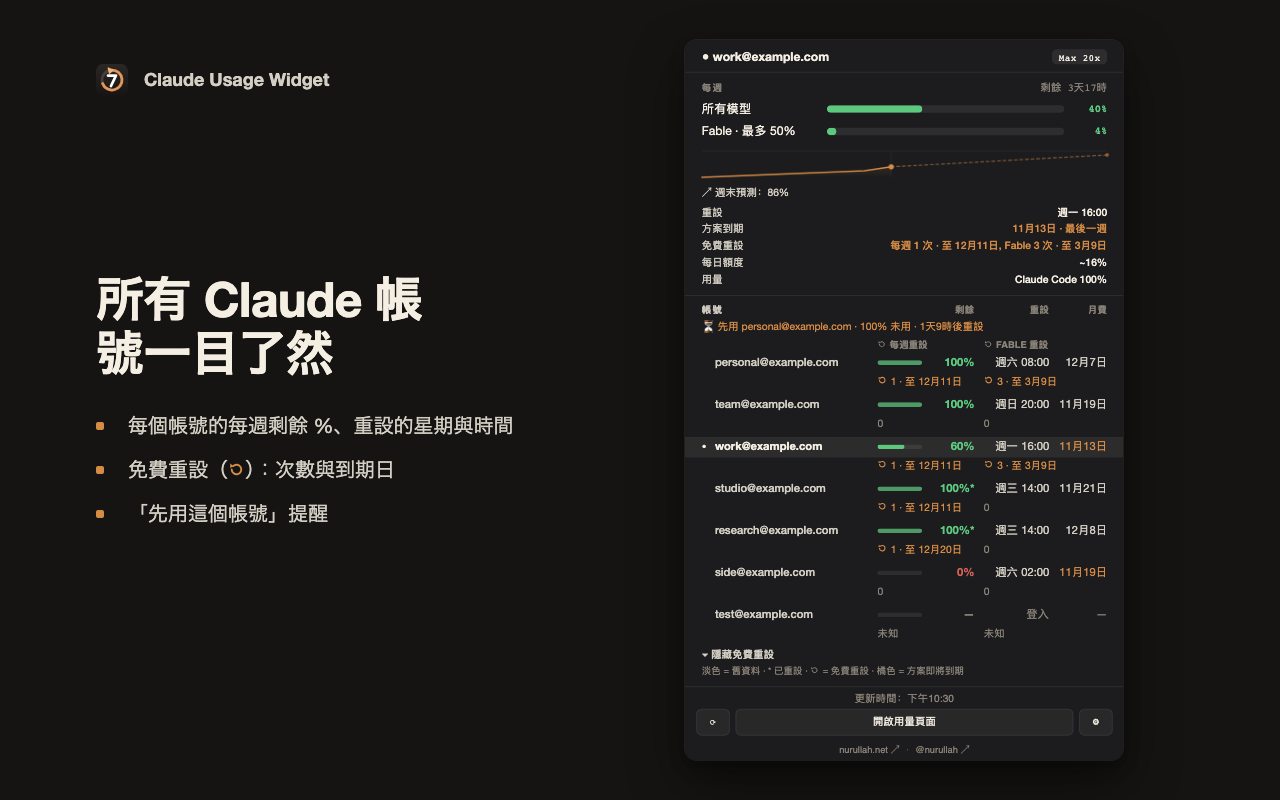 7
Claude Usage Widget
所有 Claude 帳
號一目了然
每個帳號的每週剩餘 %、重設的星期與時間
免費重設（↺）：次數與到期日
「先用這個帳號」提醒
• work@example.com Max 20x
每週 剩餘 3天17時
所有模型 40%
Fable · 最多 50% 4%
↗ 週末預測：86%
重設 週一 16:00
方案到期 11月13日 · 最後一週
免費重設 每週 1 次 · 至 12月11日, Fable 3 次 · 至 3月9日
每日額度 ~16%
用量 Claude Code 100%
帳號 剩餘 重設 月費
⏳ 先用 personal@example.com · 100% 未用 · 1天9時後重設
↺ 每週重設 ↺ FABLE 重設
personal@example.com 100% 週六 08:00 12月7日
↺ 1 · 至 12月11日 ↺ 3 · 至 3月9日
team@example.com 100% 週日 20:00 11月19日
0 0
• work@example.com 60% 週一 16:00 11月13日
↺ 1 · 至 12月11日 ↺ 3 · 至 3月9日
studio@example.com 100%* 週三 14:00 11月21日
↺ 1 · 至 12月11日 0
research@example.com 100%* 週三 14:00 12月8日
↺ 1 · 至 12月20日 0
side@example.com 0% 週六 02:00 11月19日
0 0
test@example.com — 登入 —
未知 未知
▾ 隱藏免費重設
淡色 = 舊資料 · * 已重設 · ↺ = 免費重設 · 橘色 = 方案即將到期
更新時間：下午10:30
開啟用量頁面
nurullah.net ↗ · @nurullah ↗